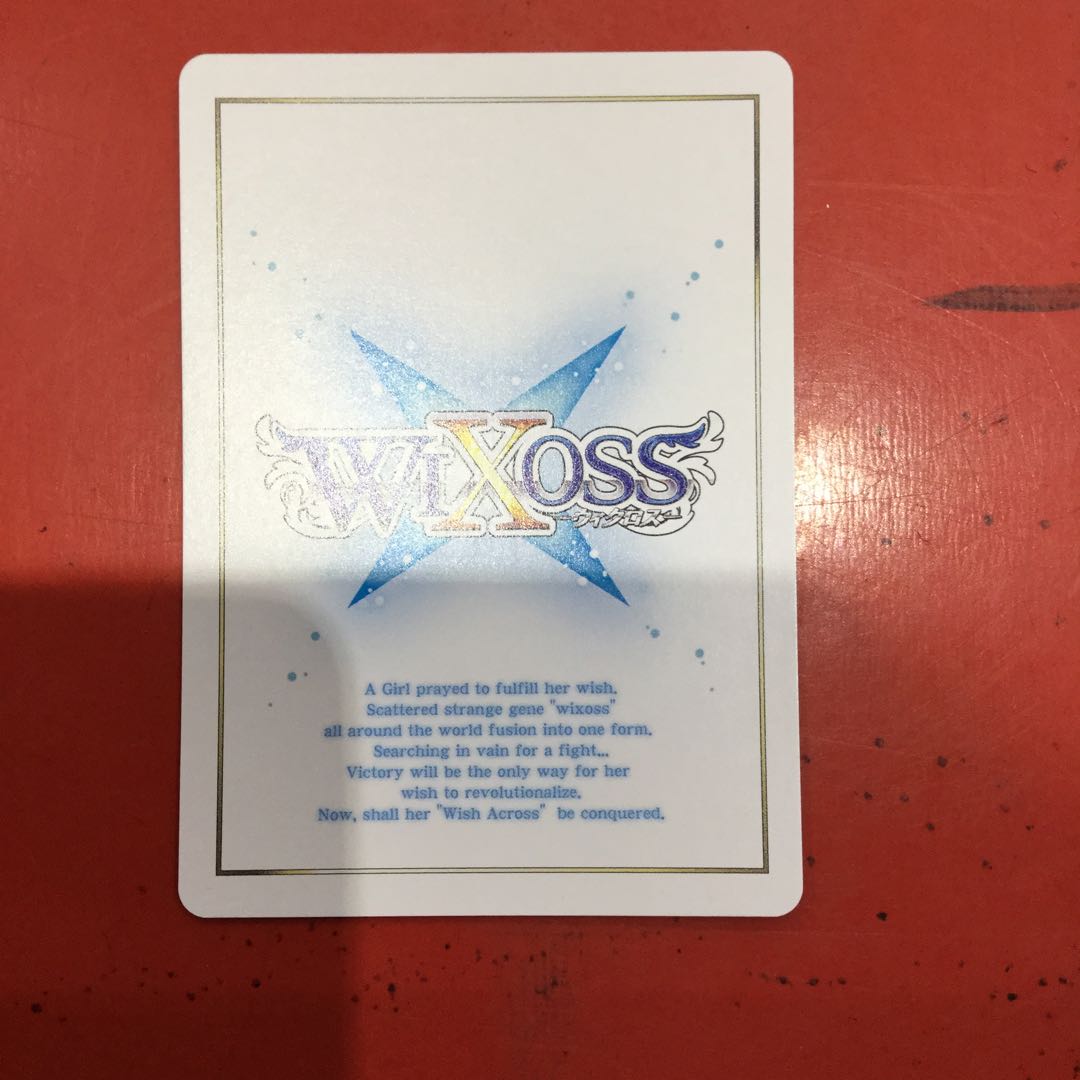 WIXOSS
－ウィクロス－
A Girl prayed to fulfill her wish.
Scattered strange gene "wixoss"
all around the world fusion into one form.
Searching in vain for a fight...
Victory will be the only way for her
wish to revolutionalize.
Now, shall her "Wish Across" be conquered.